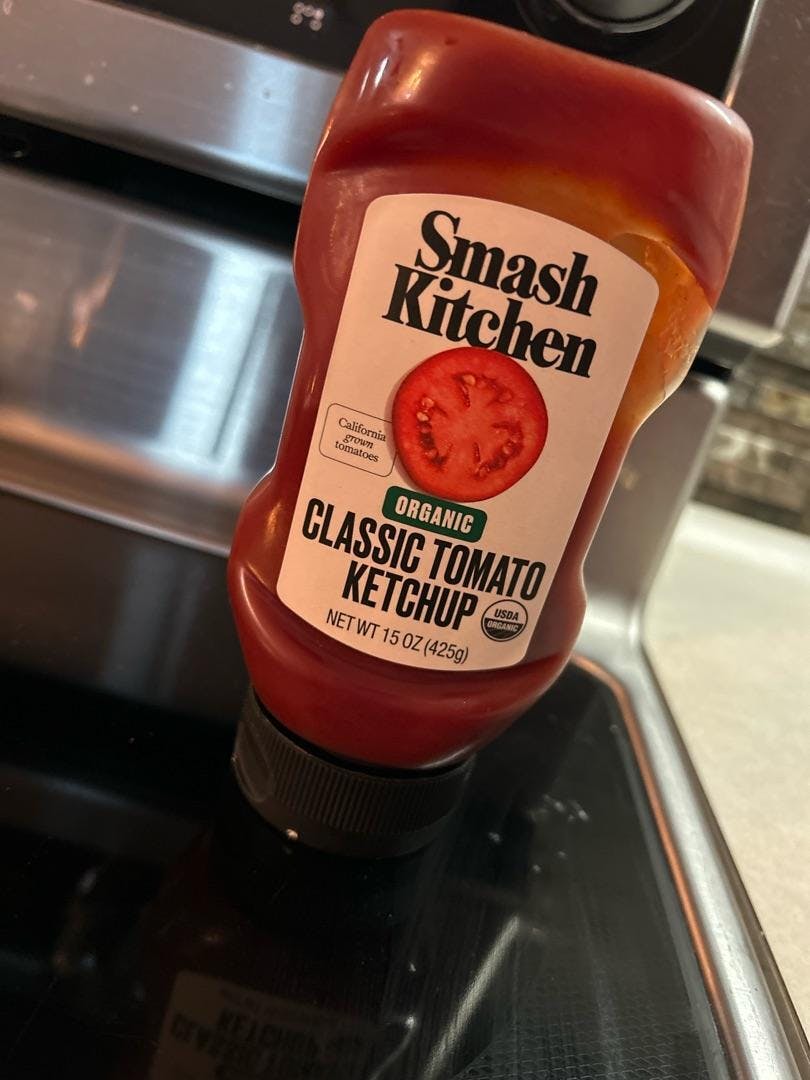 Smash
Kitchen
California
grown
tomatoes
ORGANIC
CLASSIC TOMATO
KETCHUP
USDA
ORGANIC
NET WT 15 OZ (425g)